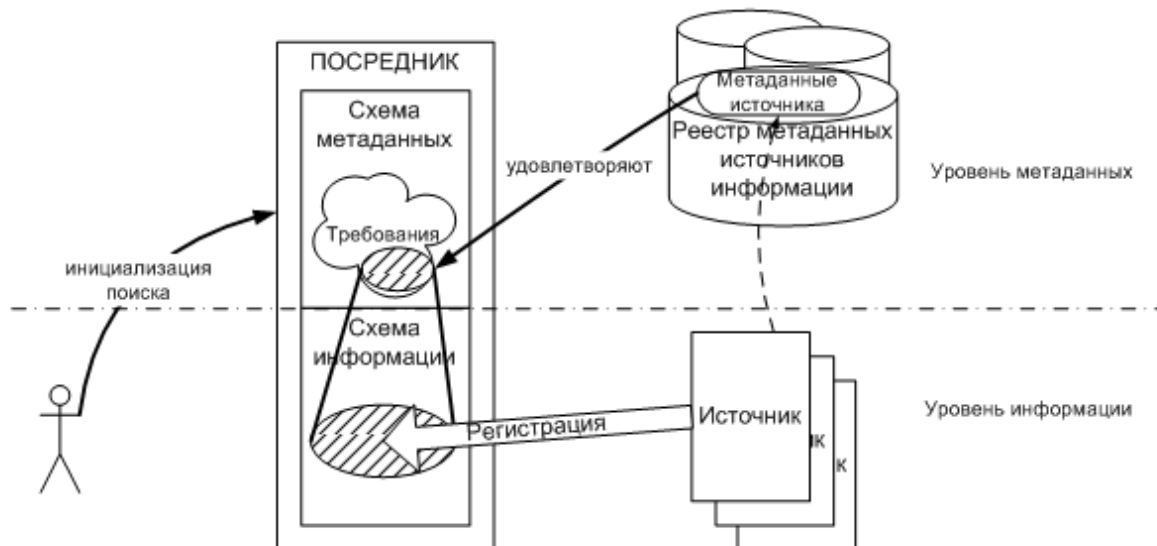 ПОСРЕДНИК
Схема
метаданных
Требования
Схема
информации
инициализация
поиска
удовлетворяют
Метаданные
источника
Реестр метаданных
источников
информации
Уровень метаданных
Регистрация
Источник
к
к
Уровень информации